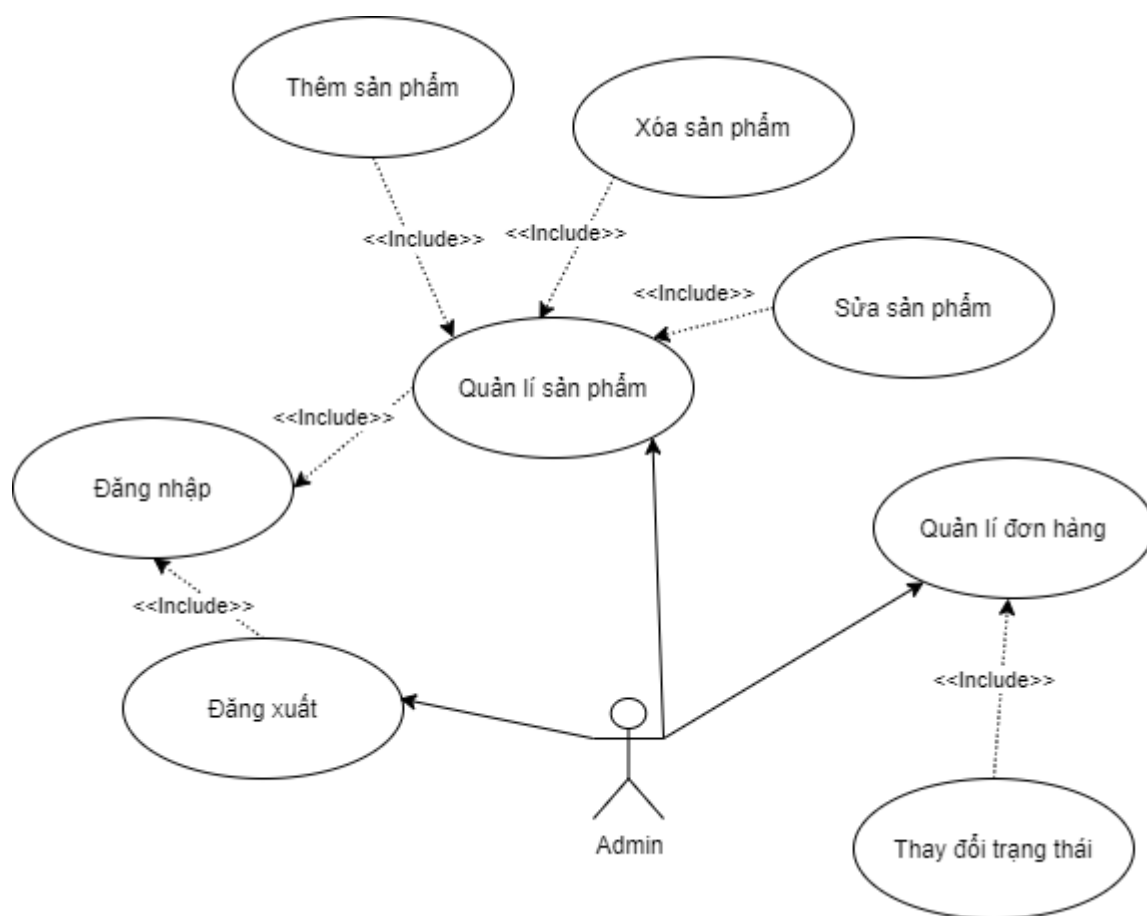 Thêm sản phẩm
Xóa sản phẩm
<<Include>>
<<Include>>
<<Include>>
Sửa sản phẩm
Quản lí sản phẩm
<<Include>>
Đăng nhập
Quản lí đơn hàng
<<Include>>
<<Include>>
Đăng xuất
Admin
Thay đổi trạng thái